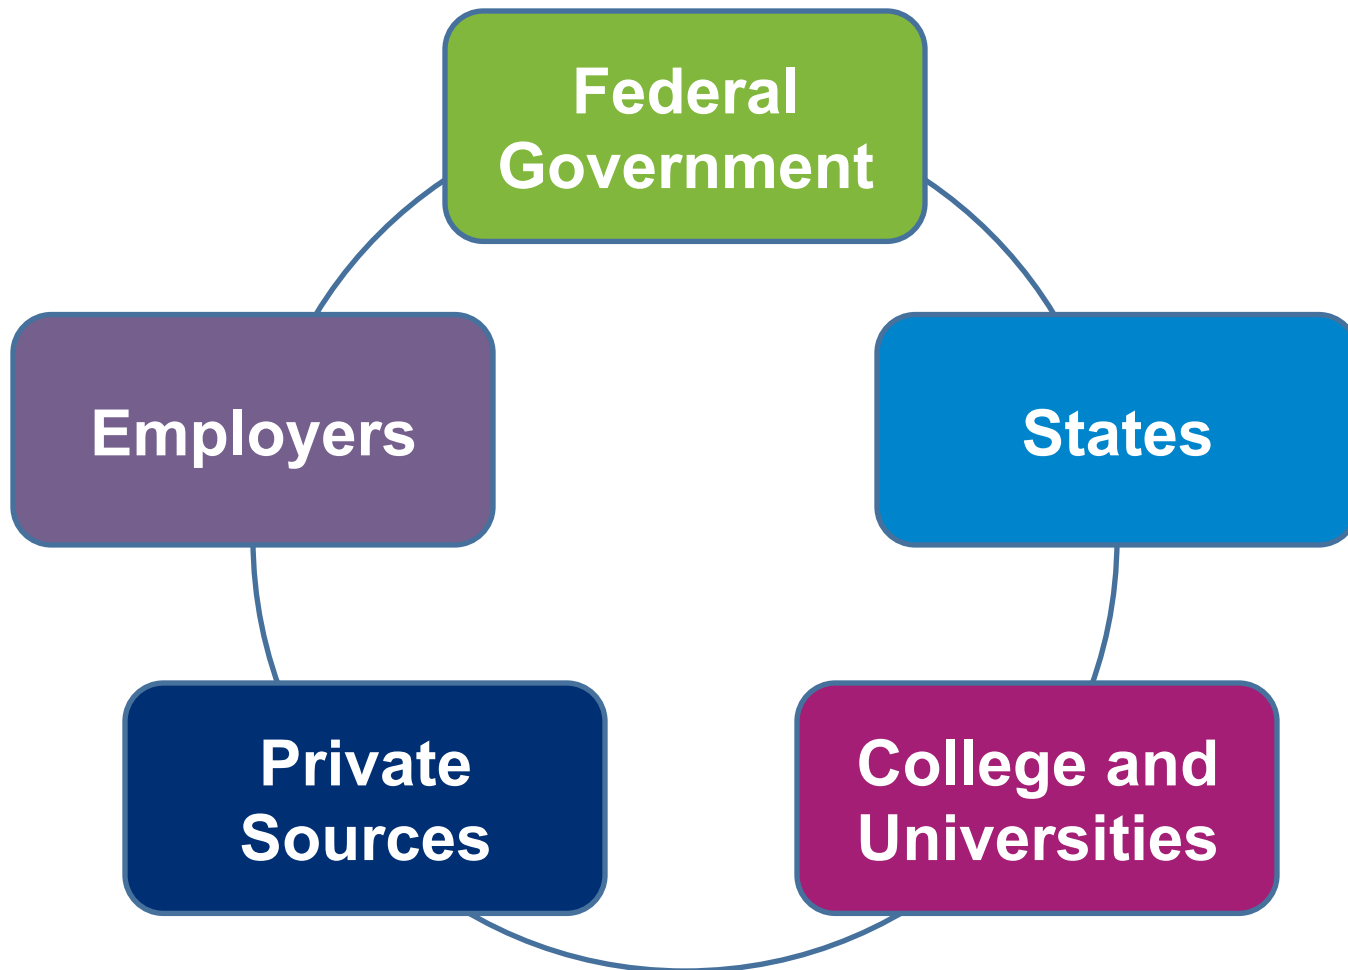 Federal
Government
Employers
States
Private
Sources
College and
Universities